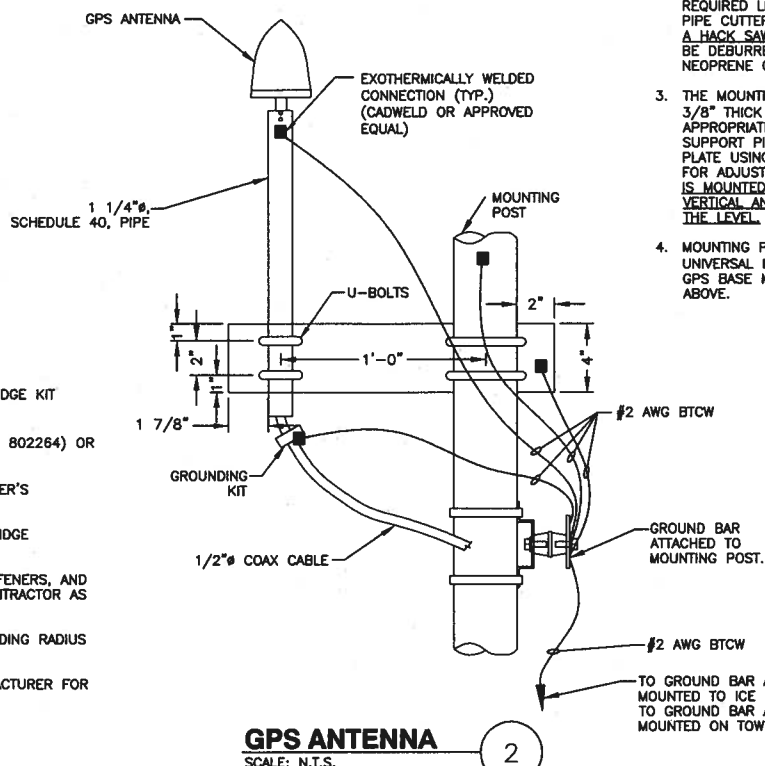 GPS ANTENNA
EXOTHERMICALLY WELDED
CONNECTION (TYP.)
(CADWELD OR APPROVED
EQUAL)
1 1/4"ø,
SCHEDULE 40, PIPE
MOUNTING
POST
U-BOLTS
1"
2"
1"
1'-0"
2"
4"
1 7/8"
#2 AWG BTCW
GROUNDING
KIT
1/2"ø COAX CABLE
GROUND BAR
ATTACHED TO
MOUNTING POST.
#2 AWG BTCW
TO GROUND BAR
MOUNTED TO ICE
TO GROUND BAR
MOUNTED ON TOW
REQUIRED
PIPE CUTTER
A HACK SAW
BE DEBURRE
NEOPRENE
3. THE MOUNTI
3/8" THICK
APPROPRIAT
SUPPORT PI
PLATE USING
FOR ADJUST
IS MOUNTED
VERTICAL AN
THE LEVEL.
4. MOUNTING P
UNIVERSAL
GPS BASE
ABOVE.
DGE KIT
802264) OR
ER'S
IDGE
FENERS, AND
TRACTOR AS
DING RADIUS
ACTURER FOR
GPS ANTENNA
SCALE: N.T.S.
2